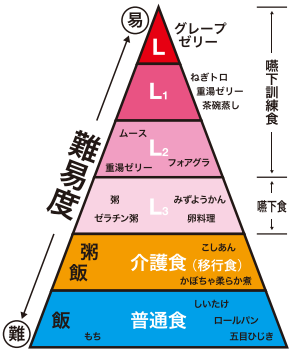 易
グレープ
ゼリー
L
ねぎトロ
重湯ゼリー
茶碗蒸し
L1
嚥下訓練食
ムース
L2
重湯ゼリー
フォアグラ
難易度
粥
みずようかん
L3
ゼラチン粥
卵料理
嚥下食
粥
飯
こしあん
介護食(移行食)
かぼちゃ柔らか煮
飯
普通食
しいたけ
ロールパン
もち
五目ひじき
難